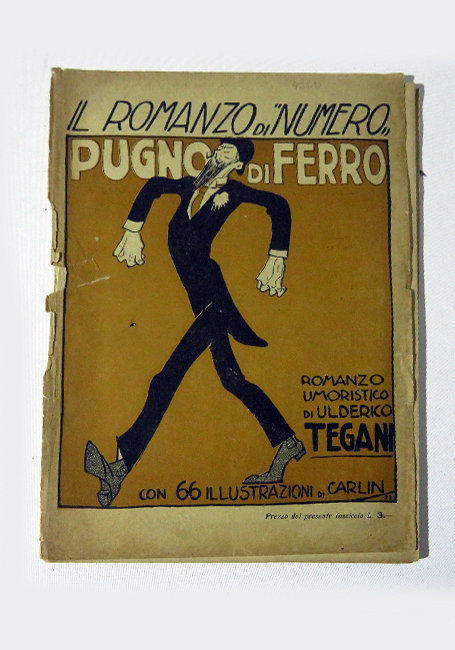 IL ROMANZO DI "NUMERO„
PUGNO DI FERRO
ROMANZO
UMORISTICO
DI ULDERICO
TEGANI
CON 66 ILLUSTRAZIONI DI CARLIN
Prezzo del presente fascicolo L. 3.—